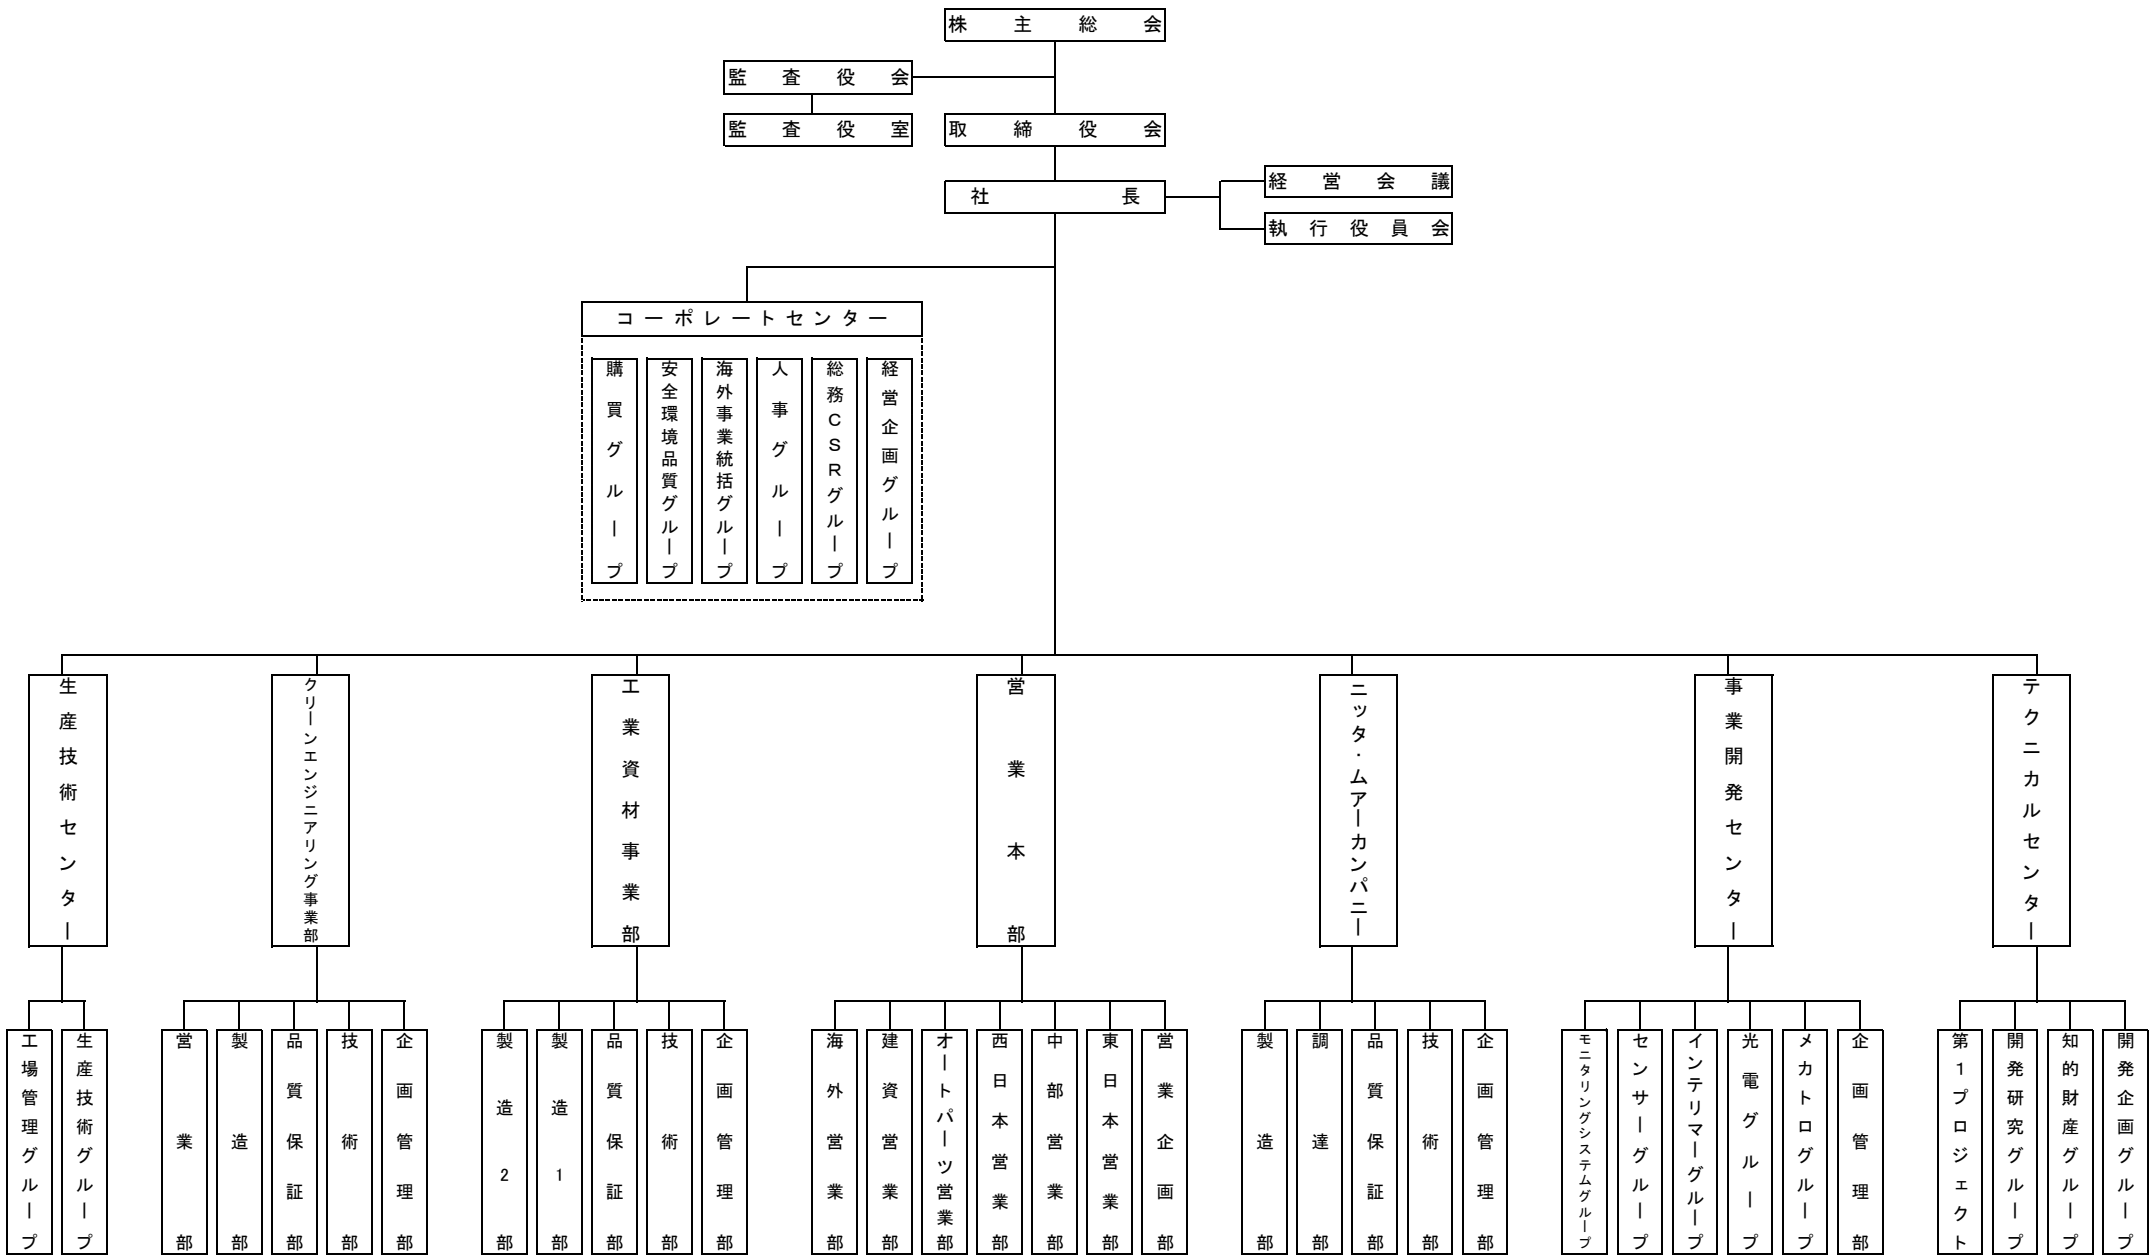 株主総会
監査役会
監査役室
取締役会
社長
経営会議
執行役員会
コーポレートセンター
購買グループ
安全環境品質グループ
海外事業統括グループ
人事グループ
総務CSRグループ
経営企画グループ
生産技術センター
クリーンエンジニアリング事業部
工業資材事業部
営業本部
ニッタ・ムアーカンパニー
事業開発センター
テクニカルセンター
工場管理グループ
生産技術グループ
営業部
製造部
品質保証部
技術部
企画管理部
製造2部
製造1部
品質保証部
技術部
企画管理部
海外営業部
建資営業部
オートパーツ営業部
西日本営業部
中部営業部
東日本営業部
営業企画部
製造部
調達部
品質保証部
技術部
企画管理部
モニタリングシステムグループ
センサーグループ
インテリマーグループ
光電グループ
メカトログループ
企画管理部
第1プロジェクト
開発研究グループ
知的財産グループ
開発企画グループ